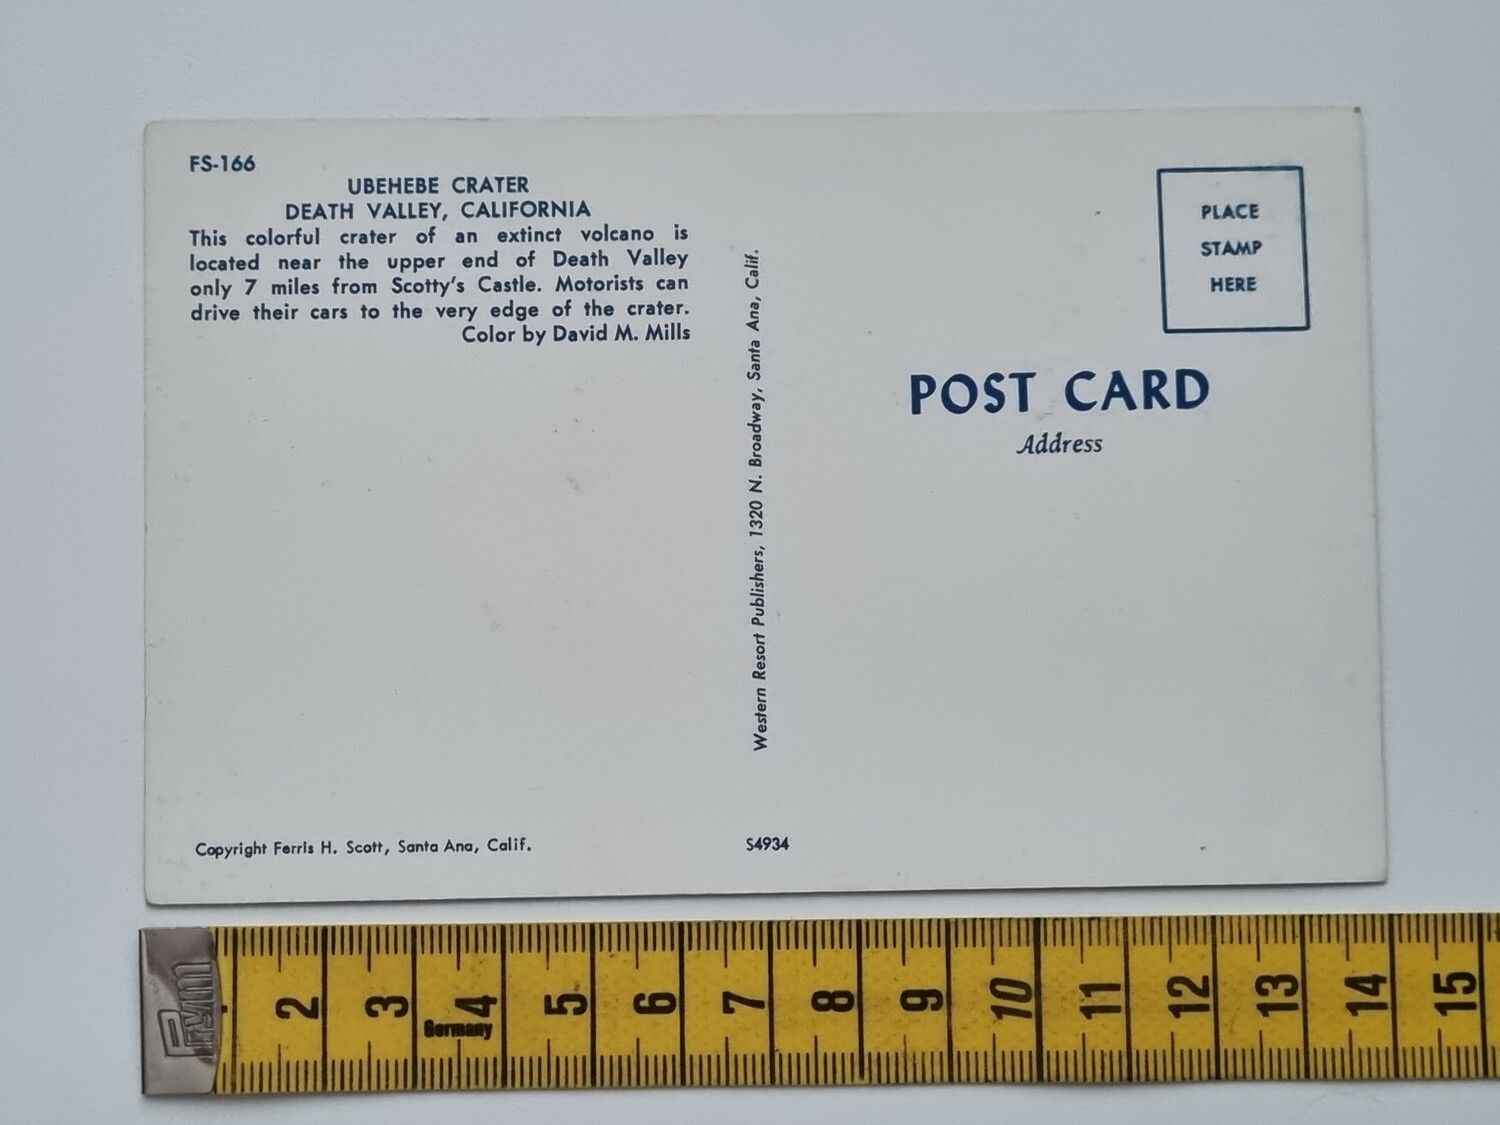 FS-166
UBEHEBE CRATER
DEATH VALLEY, CALIFORNIA
This colorful crater of an extinct volcano is
located near the upper end of Death Valley
only 7 miles from Scotty's Castle. Motorists can
drive their cars to the very edge of the crater.
Color by David M. Mills
Copyright Ferris H. Scott, Santa Ana, Calif.
Western Resort Publishers, 1320 N. Broadway, Santa Ana, Calif.
S4934
PLACE
STAMP
HERE
POST CARD
Address
Prym
2 3 4 5 6 7 8 9 10 11 12 13 14 15
Germany